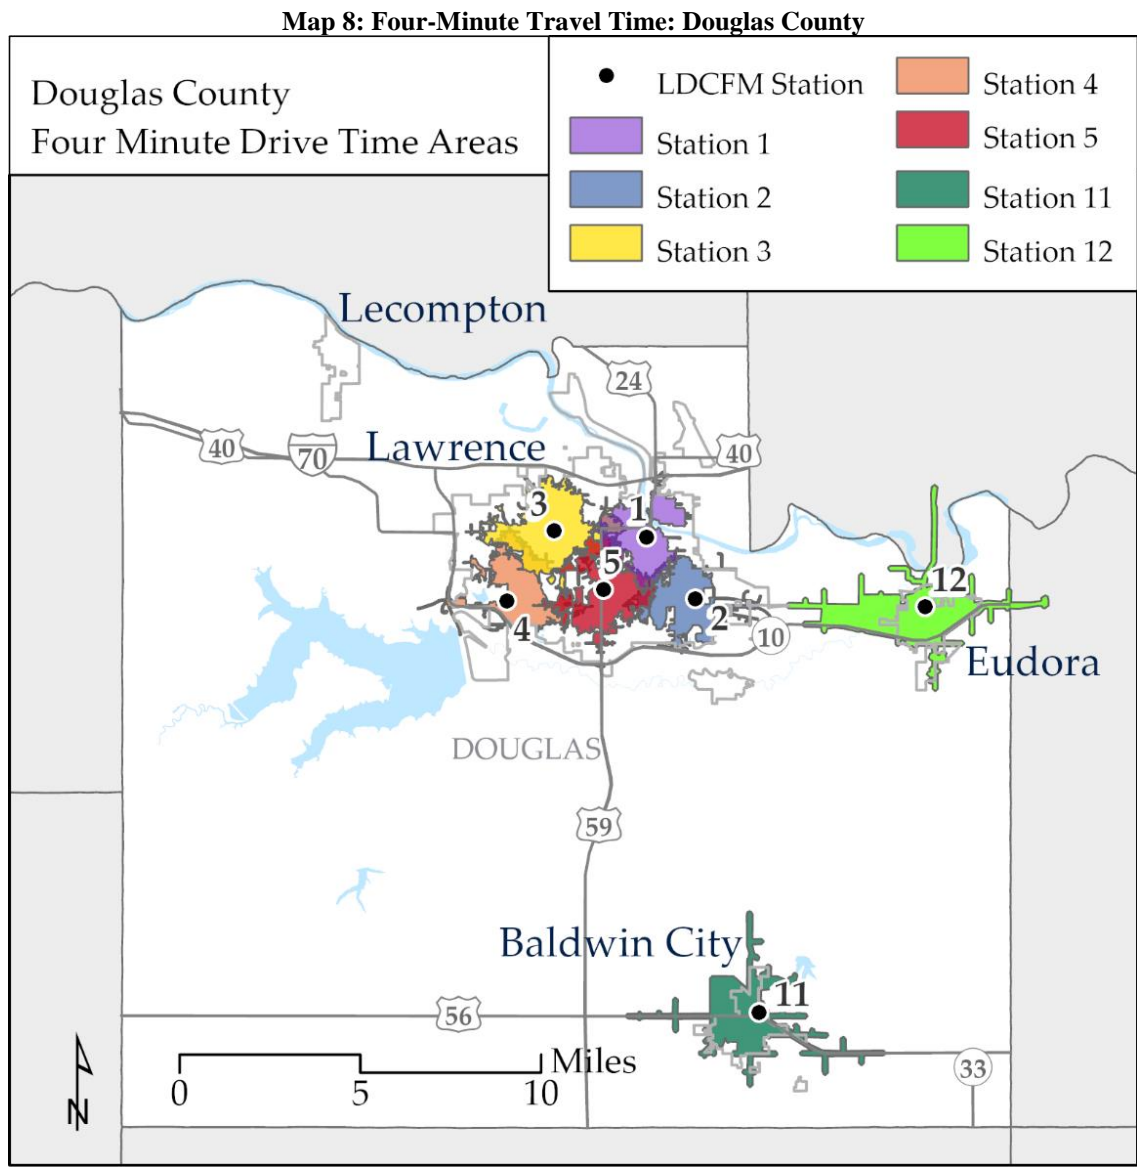 Map 8: Four-Minute Travel Time: Douglas County
Douglas County
Four Minute Drive Time Areas
LDCFM Station
Station 1
Station 2
Station 3
Station 4
Station 5
Station 11
Station 12
Lecompton
24
40
70
Lawrence
40
3
1
5
12
4
2
10
Eudora
DOUGLAS
59
Baldwin City
11
56
Miles
0 5 10
33
N